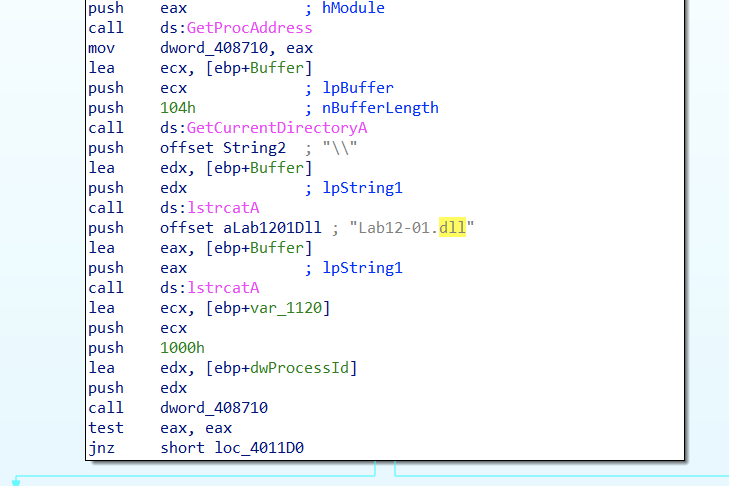 push eax ; hModule
call ds:GetProcAddress
mov dword_408710, eax
lea ecx, [ebp+Buffer]
push ecx ; lpBuffer
push 104h ; nBufferLength
call ds:GetCurrentDirectoryA
push offset String2 ; "\\"
lea edx, [ebp+Buffer]
push edx ; lpString1
call ds:lstrcatA
push offset aLab1201Dll ; "Lab12-01.dll"
lea eax, [ebp+Buffer]
push eax ; lpString1
call ds:lstrcatA
lea ecx, [ebp+var_1120]
push ecx
push 1000h
lea edx, [ebp+dwProcessId]
push edx
call dword_408710
test eax, eax
jnz short loc_4011D0